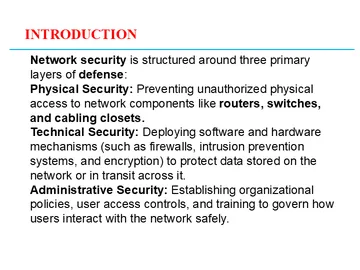 INTRODUCTION
Network security is structured around three primary
layers of defense:
Physical Security: Preventing unauthorized physical
access to network components like routers, switches,
and cabling closets.
Technical Security: Deploying software and hardware
mechanisms (such as firewalls, intrusion prevention
systems, and encryption) to protect data stored on the
network or in transit across it.
Administrative Security: Establishing organizational
policies, user access controls, and training to govern how
users interact with the network safely.